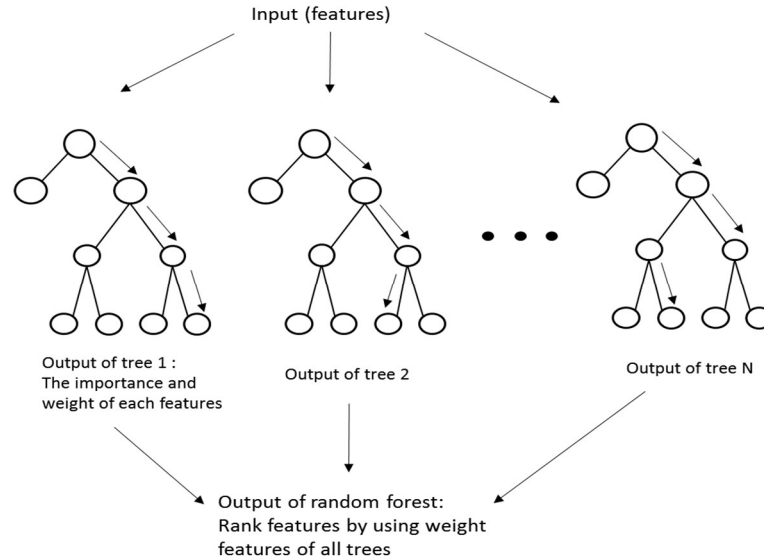 Input (features)
Output of tree 1 :
The importance and
weight of each features
Output of tree 2
Output of tree N
Output of random forest:
Rank features by using weight
features of all trees